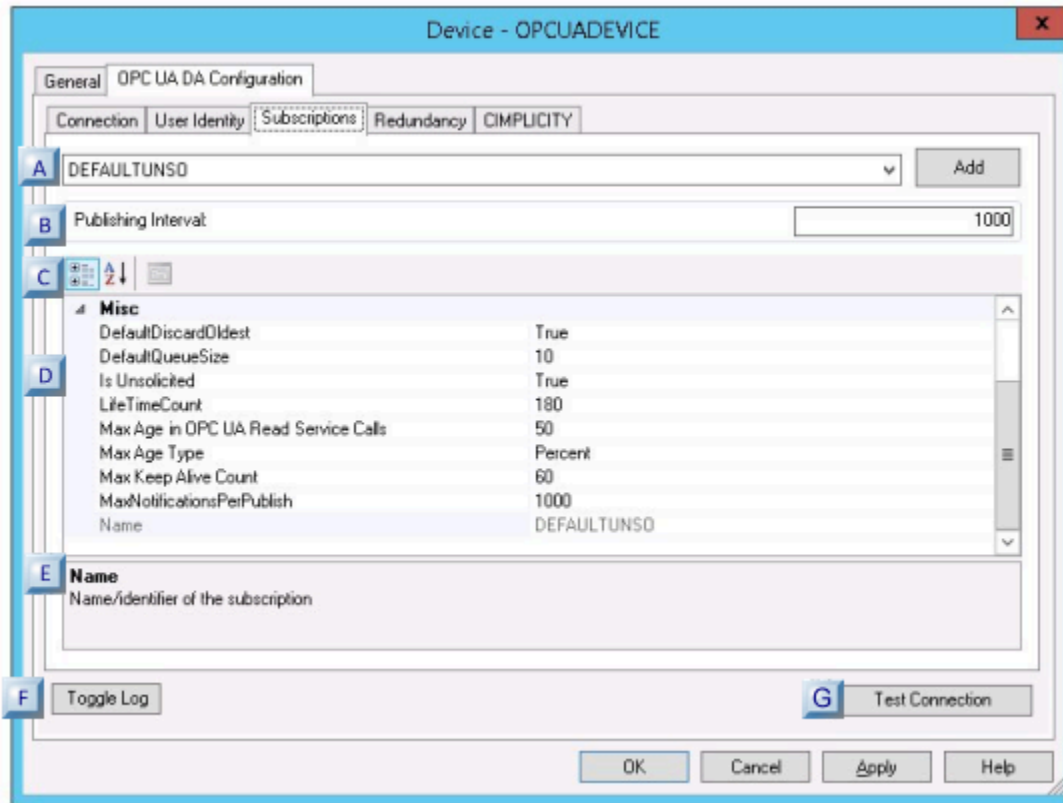 Device - OPCUADEVICE
x
General OPC UA DA Configuration
Connection User Identity Subscriptions Redundancy CIMPLICITY
A DEFAULTUNSO Add
B Publishing Interval: 1000
C A Z
Misc
DefaultDiscardOldest True
DefaultQueueSize 10
D Is Unsolicited True
LifeTimeCount 180
Max Age in OPC UA Read Service Calls 50
Max Age Type Percent
Max Keep Alive Count 60
MaxNotificationsPerPublish 1000
Name DEFAULTUNSO
E Name
Name/identifier of the subscription
F Toggle Log G Test Connection
OK Cancel Apply Help